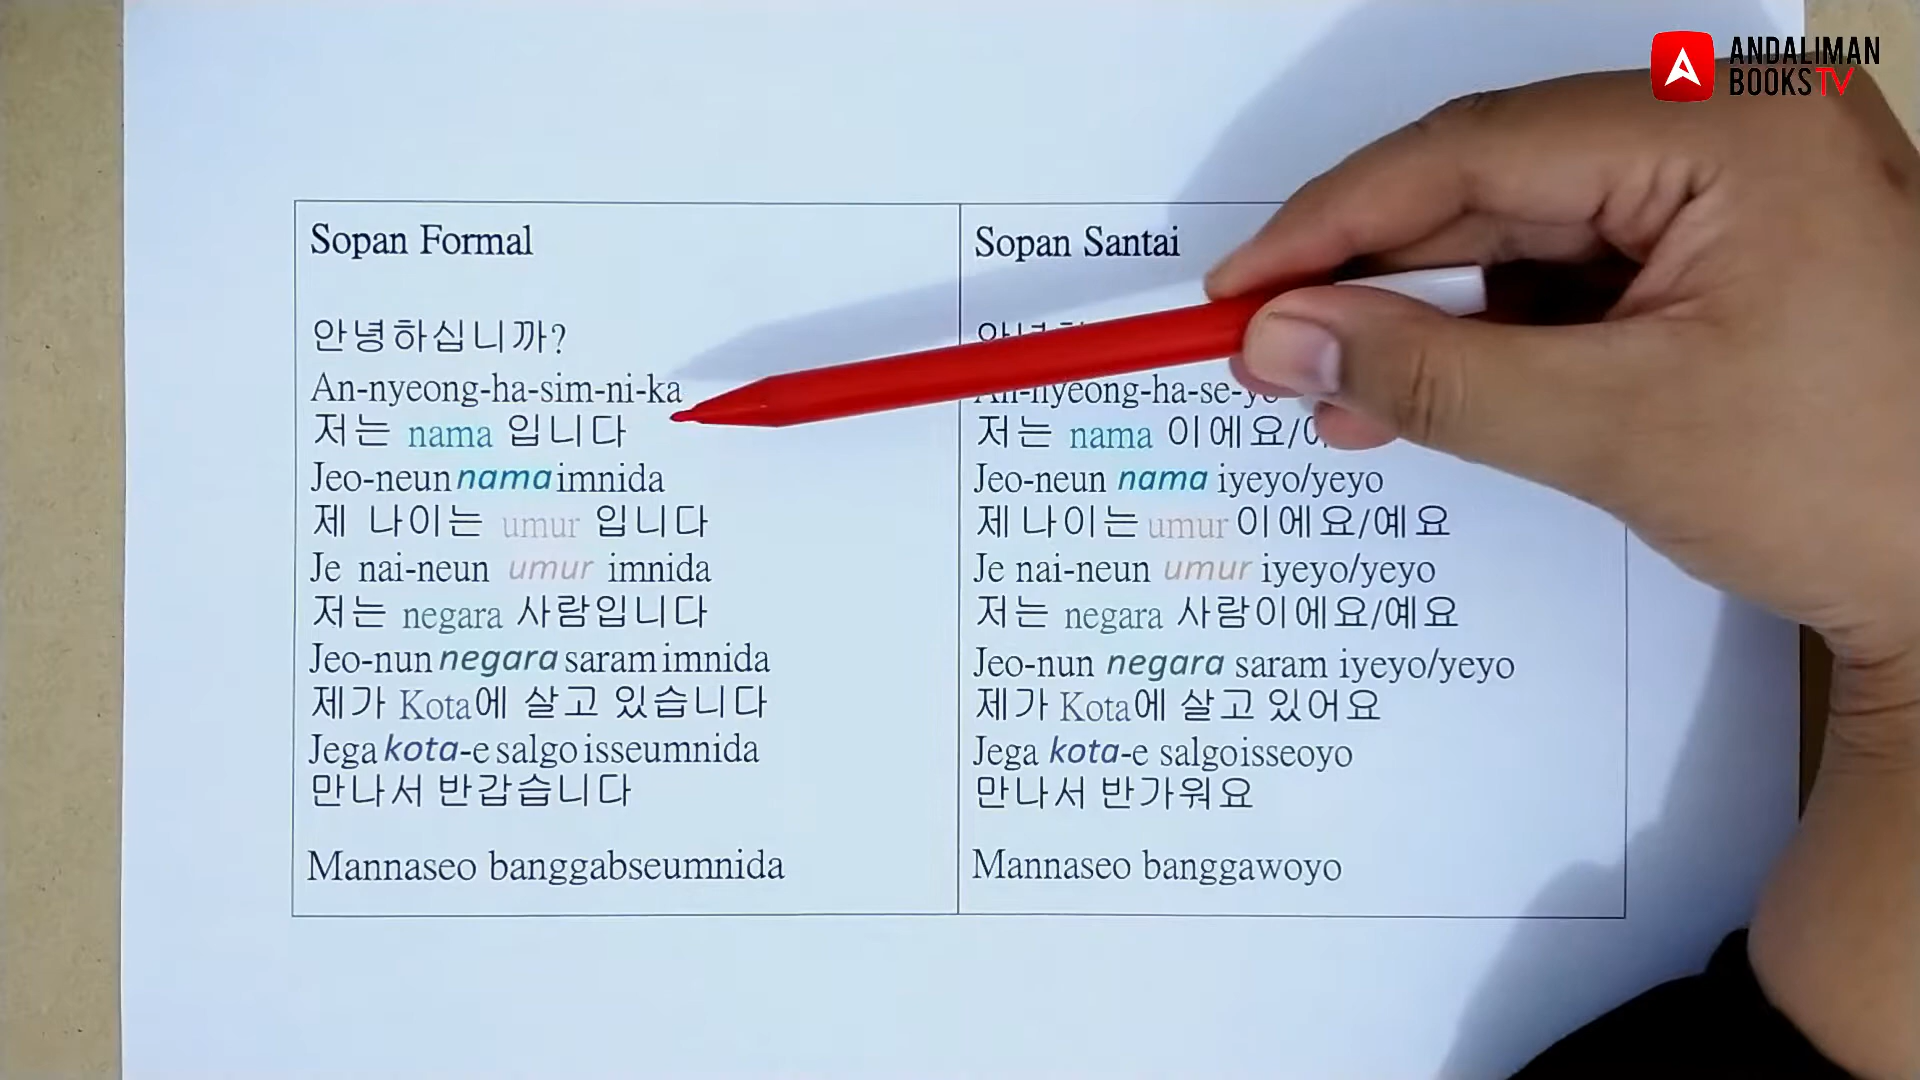 ANDALIMAN
BOOKSTV
Sopan Formal
안녕하십니까?
An-nyeong-ha-sim-ni-ka
저는 nama 입니다
Jeo-neun nama imnida
제 나이는 umur 입니다
Je nai-neun umur imnida
저는 negara 사람입니다
Jeo-nun negara saram imnida
제가 Kota에 살고 있습니다
Jega kota-e salgo isseumnida
만나서 반갑습니다
Mannaseo banggabseumnida
Sopan Santai
An-nyeong-ha-se-yo
저는 nama 이에요/
Jeo-neun nama iyeyo/yeyo
제 나이는 umur 이에요/예요
Je nai-neun umur iyeyo/yeyo
저는 negara 사람이에요/예요
Jeo-nun negara saram iyeyo/yeyo
제가 Kota에 살고 있어요
Jega kota-e salgoisseoyo
만나서 반가워요
Mannaseo banggawoyo